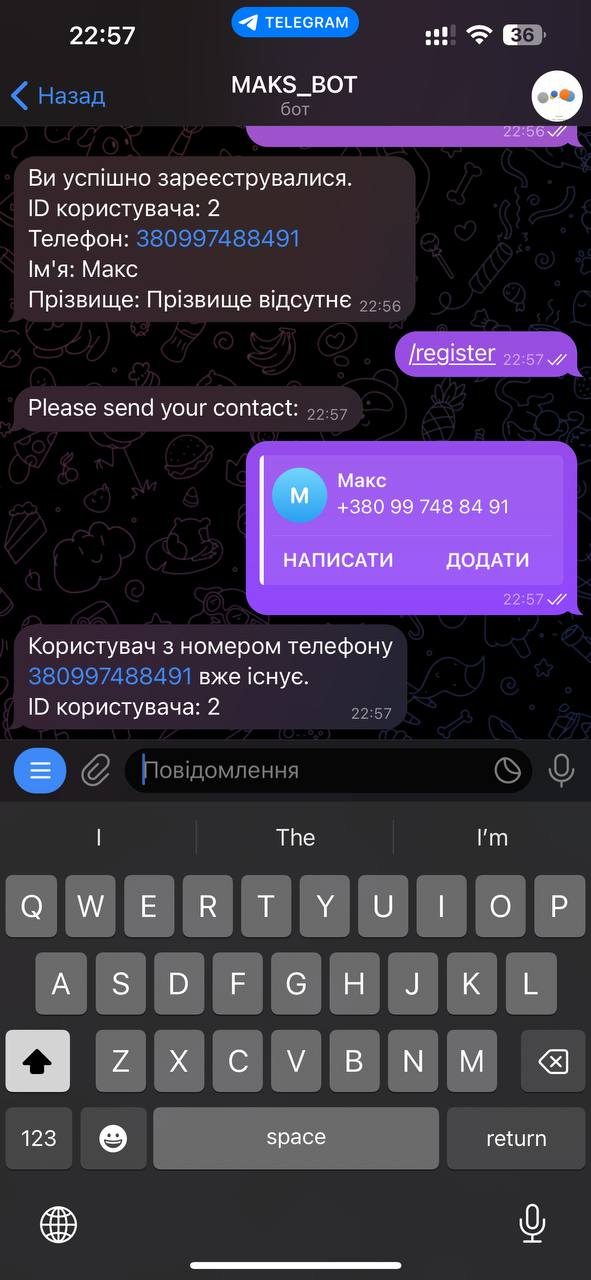 22:57
TELEGRAM
36
Назад
MAKS_BOT
бот
22:56
Ви успішно зареєструвалися.
ID користувача: 2
Телефон: 380997488491
Ім'я: Макс
Прізвище: Прізвище відсутнє 22:56
/register 22:57
Please send your contact: 22:57
М
Макс
+380 99 748 84 91
НАПИСАТИ ДОДАТИ
22:57
Користувач з номером телефону
380997488491 вже існує.
ID користувача: 2 22:57
Повідомлення
I The I’m
Q W E R T Y U I O P
A S D F G H J K L
Z X C V B N M
123 space return